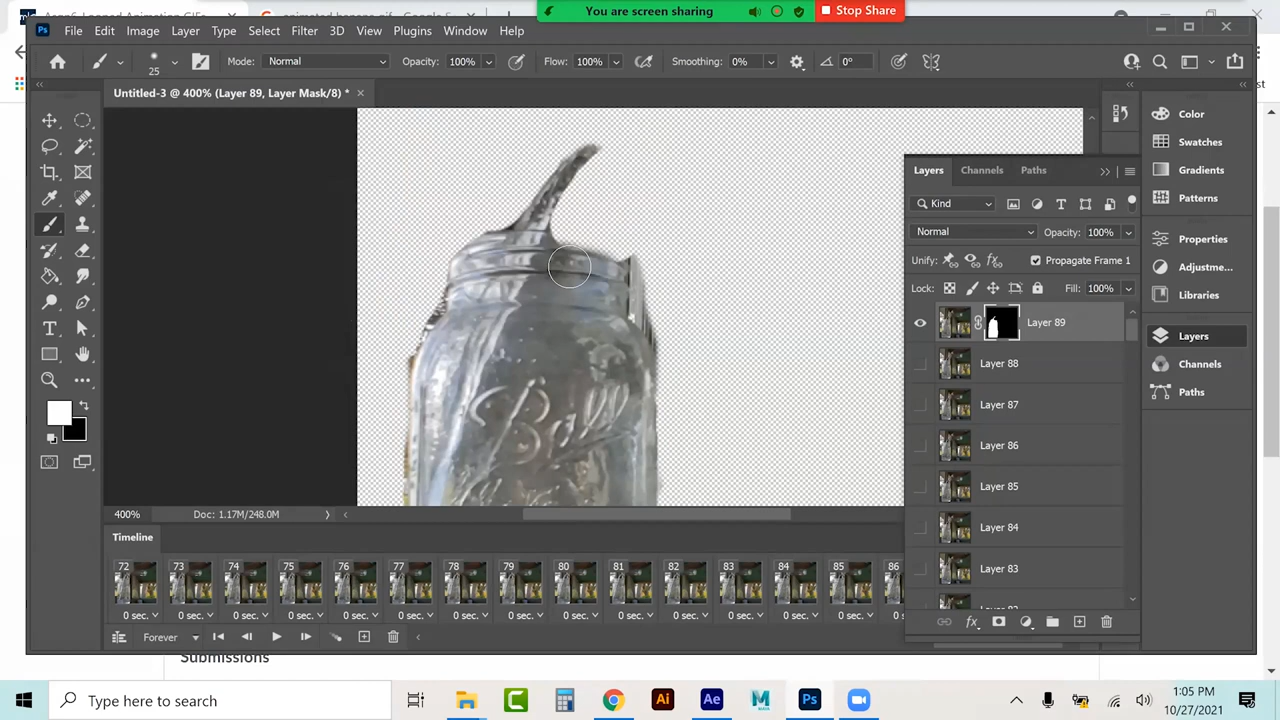 You are screen sharing
Stop Share
Ps
File Edit Image Layer Type Select Filter 3D View Plugins Window Help
25 Mode: Normal Opacity: 100% Flow: 100% Smoothing: 0% 0°
Untitled-3 @ 400% (Layer 89, Layer Mask/8) *
Color
Swatches
Gradients
Patterns
Properties
Adjustme...
Libraries
Layers
Channels
Paths
Layers Channels Paths
Kind
Normal Opacity: 100%
Unify: Propagate Frame 1
Lock: Fill: 100%
Layer 89
Layer 88
Layer 87
Layer 86
Layer 85
Layer 84
Layer 83
fx
Ball
400% Doc: 1.17M/248.0M
Timeline
72 73 74 75 76 77 78 79 80 81 82 83 84 85 86
0 sec. 0 sec. 0 sec. 0 sec. 0 sec. 0 sec. 0 sec. 0 sec. 0 sec. 0 sec. 0 sec. 0 sec. 0 sec. 0 sec.
Forever
Submissions
Type here to search
Ai Ae M Ps
1:05 PM
10/27/2021